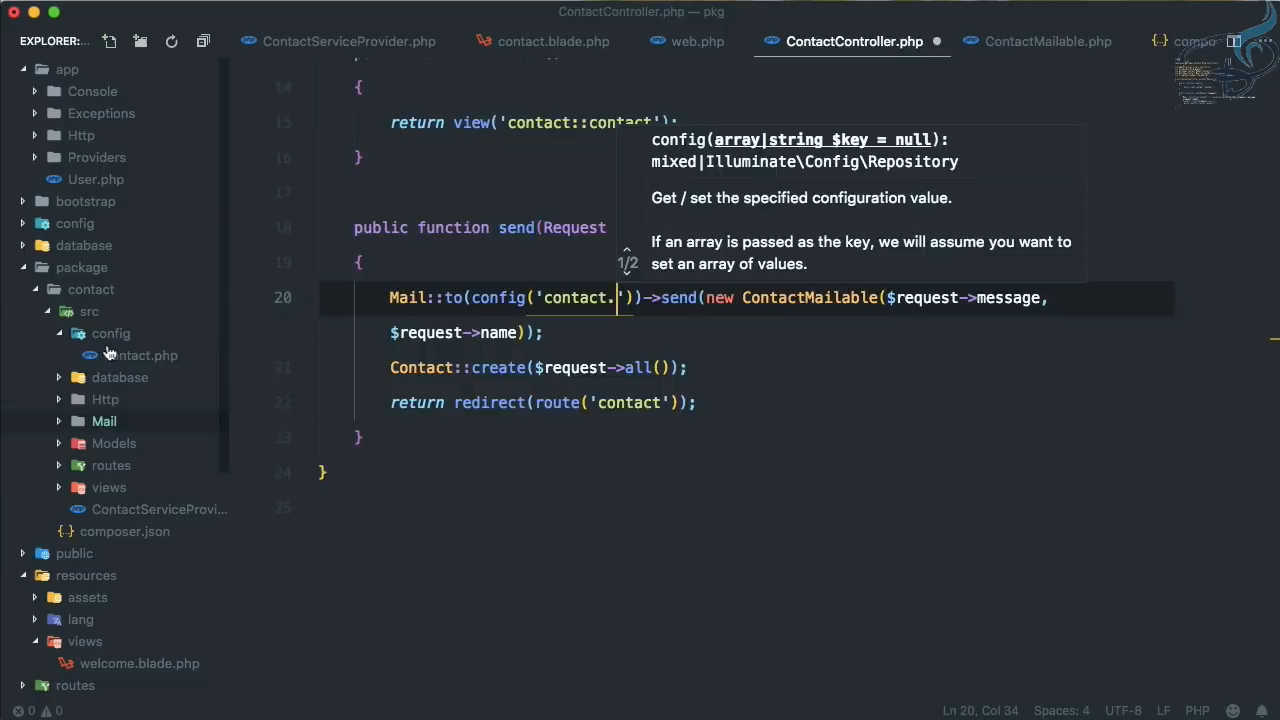 ContactController.php — pkg
EXPLORER:...
ContactServiceProvider.php
contact.blade.php
web.php
ContactController.php
ContactMailable.php
{} compo
app
Console
Exceptions
Http
Providers
User.php
bootstrap
config
database
package
contact
src
config
contact.php
database
Http
Mail
Models
routes
views
ContactServiceProvi...
{} composer.json
public
resources
assets
lang
views
welcome.blade.php
routes
14 {
15 return view('contact::contact');
16 }
17
18 public function send(Request
19 {
20 Mail::to(config('contact.'))->send(new ContactMailable($request->message,
$request->name));
21 Contact::create($request->all());
22 return redirect(route('contact'));
23 }
24 }
25
config(array|string $key = null):
mixed|Illuminate\Config\Repository
Get / set the specified configuration value.
1/2
If an array is passed as the key, we will assume you want to
set an array of values.
0 0
Ln 20, Col 34 Spaces: 4 UTF-8 LF PHP